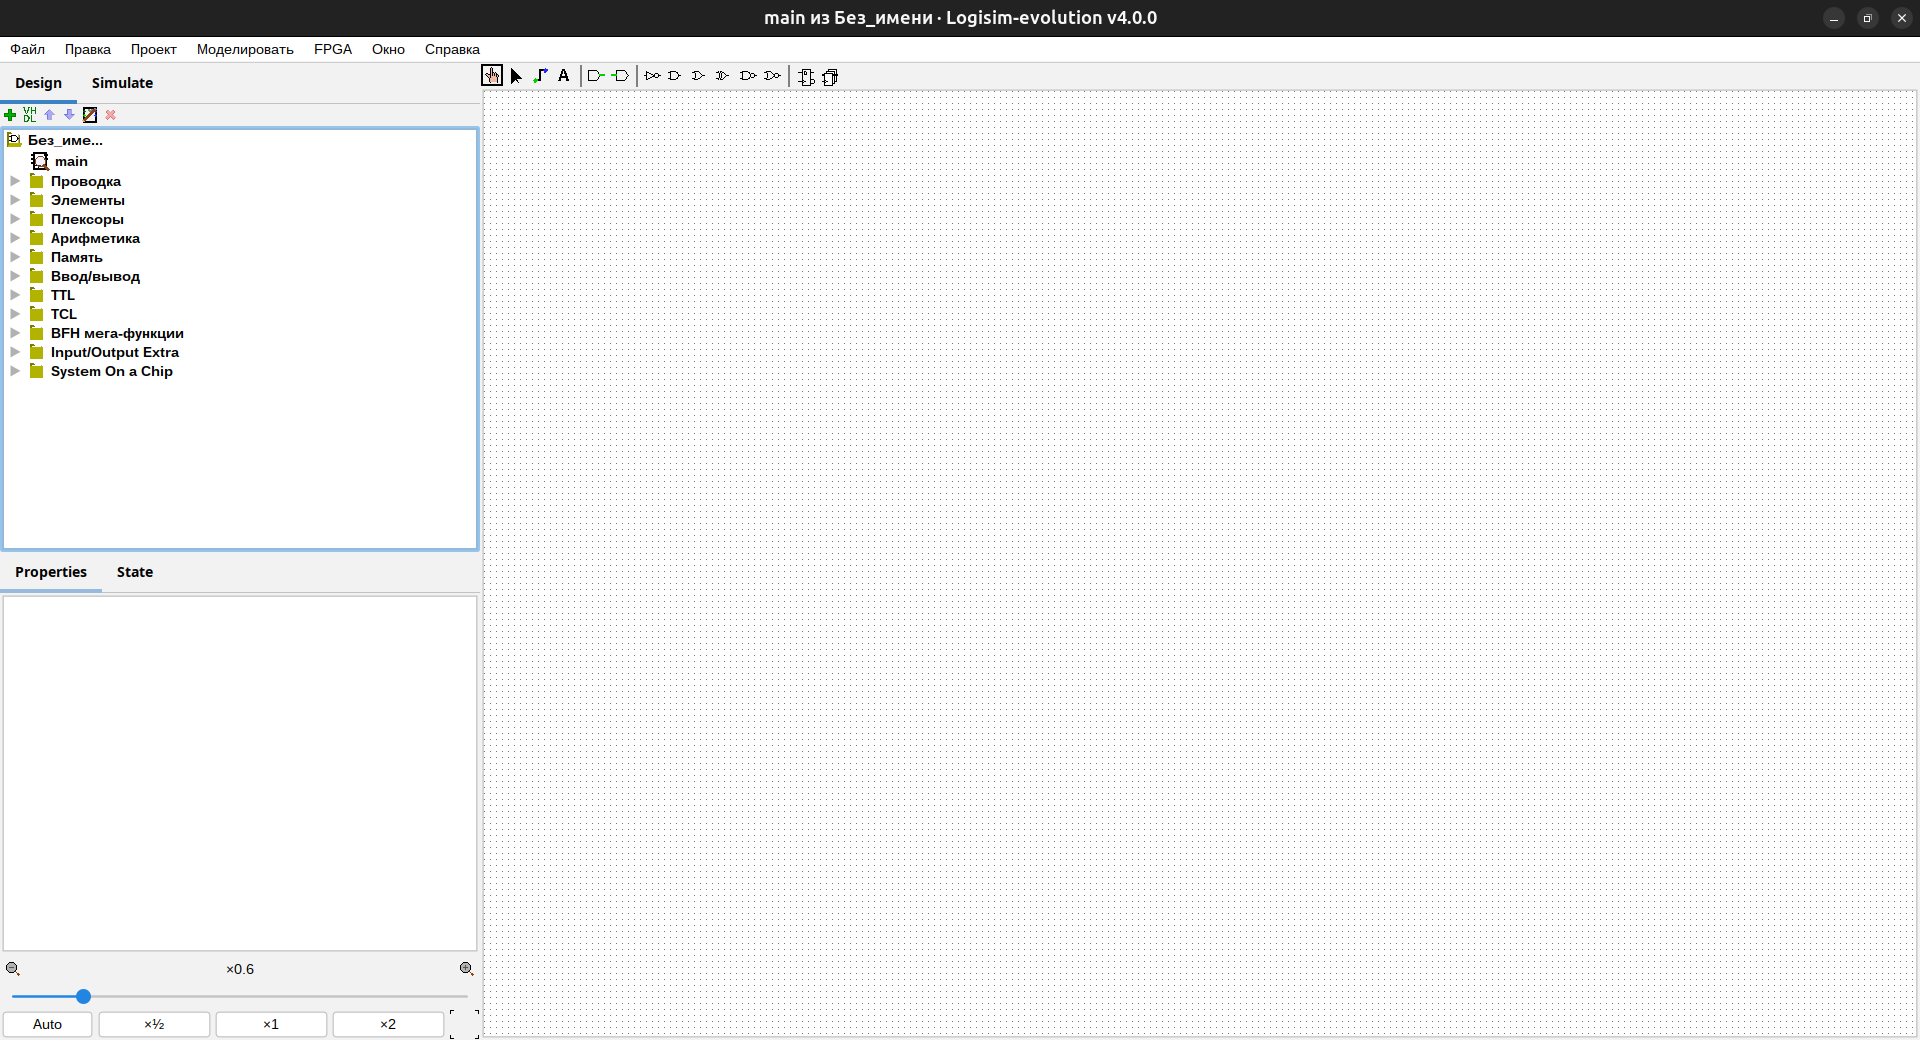 main из Без_имени · Logisim-evolution v4.0.0
Файл Правка Проект Моделировать FPGA Окно Справка
Design Simulate
A
VH
DL
Без_име...
main
Проводка
Элементы
Плексоры
Арифметика
Память
Ввод/вывод
TTL
TCL
BFH мега-функции
Input/Output Extra
System On a Chip
Properties State
×0.6
Auto ×½ ×1 ×2